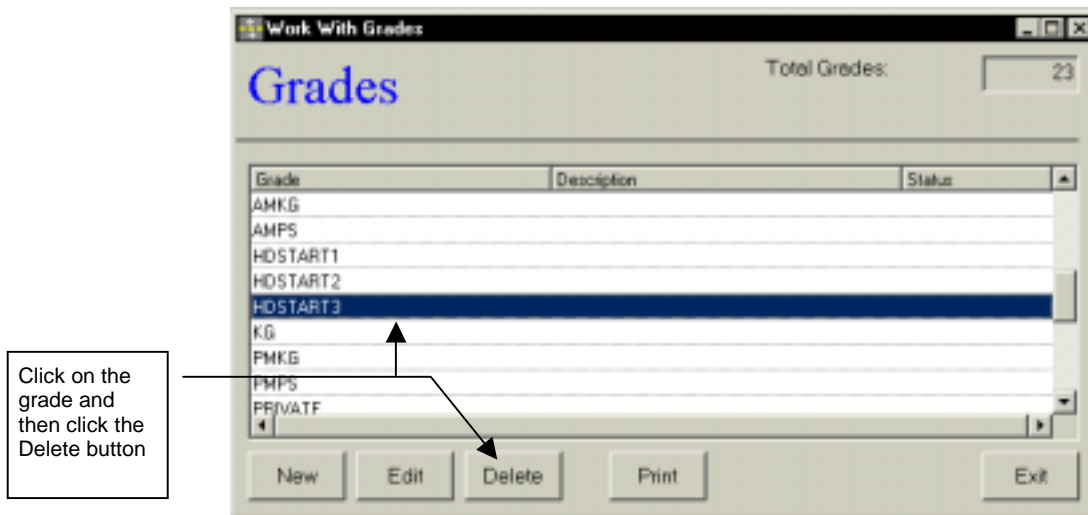 Work With Grades
Grades
Total Grades: 23
Grade Description Status
AMKG
AMPS
HDSTART1
HDSTART2
HDSTART3
KG
PMKG
PMPS
PRIVATE
Click on the
grade and
then click the
Delete button
New Edit Delete Print Exit